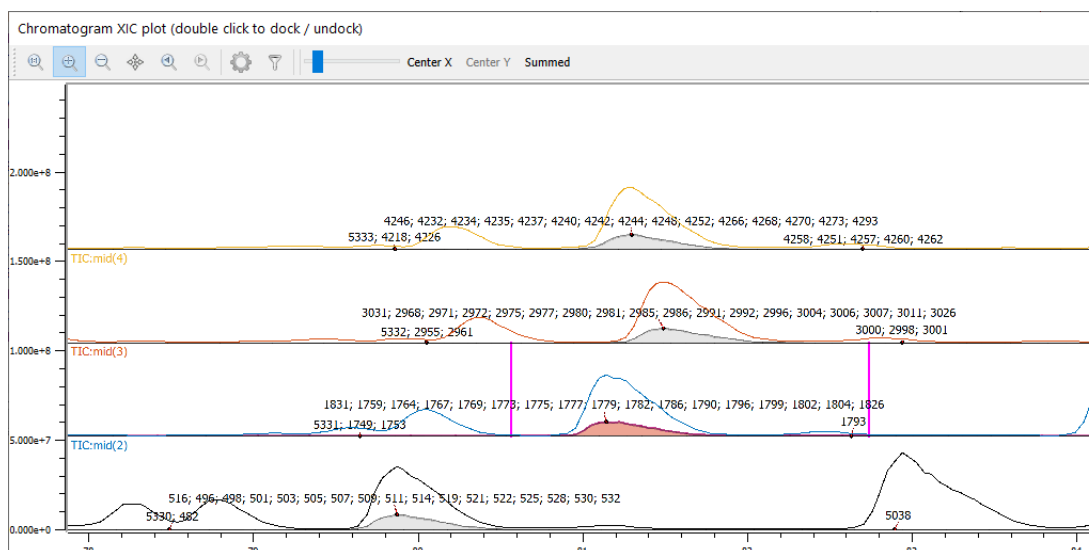 Chromatogram XIC plot (double click to dock / undock)
Center X Center Y Summed
2.000e+8
4246; 4232; 4234; 4235; 4237; 4240; 4242; 4244; 4248; 4252; 4266; 4268; 4270; 4273; 4293
5333; 4218; 4226
4258; 4251; 4257; 4260; 4262
1.500e+8
TIC:mid(4)
3031; 2968; 2971; 2972; 2975; 2977; 2980; 2981; 2985; 2986; 2991; 2992; 2996; 3004; 3006; 3007; 3011; 3026
5332; 2955; 2961
3000; 2998; 3001
1.000e+8
TIC:mid(3)
1831; 1759; 1764; 1767; 1769; 1773; 1775; 1777; 1779; 1782; 1786; 1790; 1796; 1799; 1802; 1804; 1826
5331; 1749; 1753
1793
5.000e+7
TIC:mid(2)
516; 496; 498; 501; 503; 505; 507; 509; 511; 514; 519; 521; 522; 525; 528; 530; 532
5330; 482
5038
0.000e+0